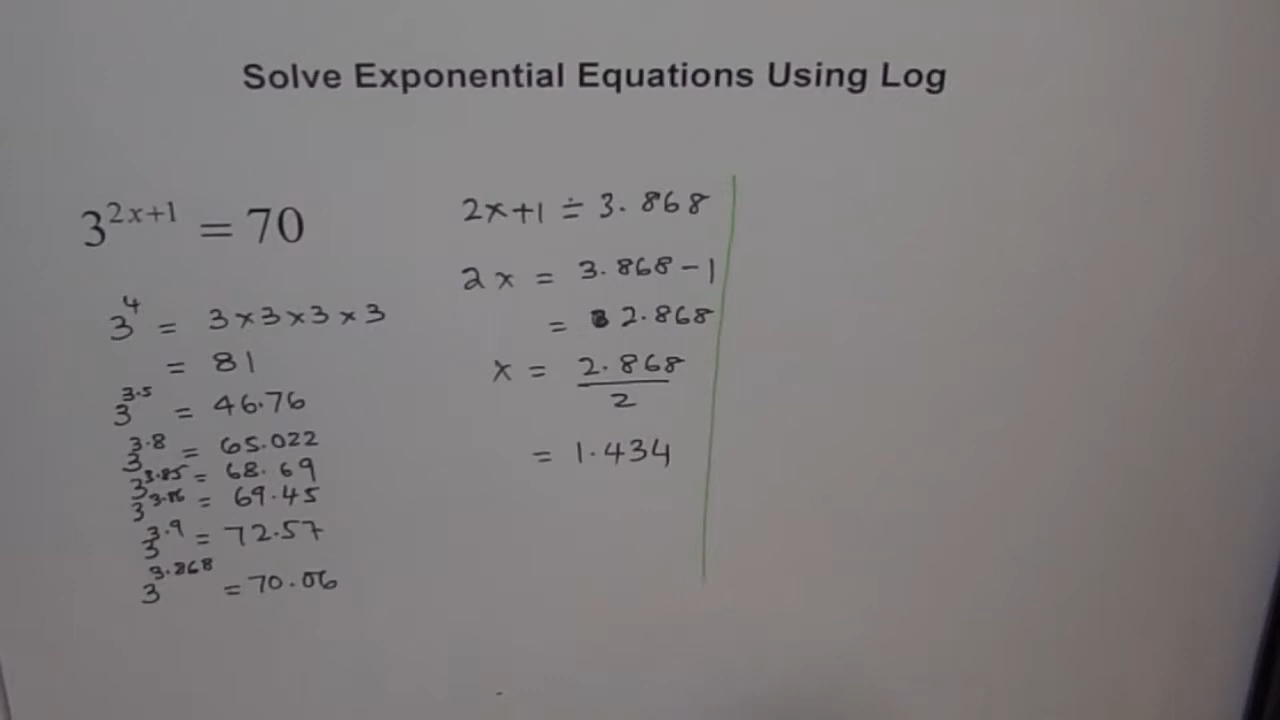 Solve Exponential Equations Using Log
3^{2x+1} = 70
3^4 = 3×3×3×3
= 81
3^{3.5} = 46.76
3^{3.8} = 65.022
3^{3.85} = 68.69
3^{3.86} = 69.45
3^{3.9} = 72.57
3^{3.868} = 70.06
2x+1 ≐ 3.868
2x = 3.868-1
= 2.868
x = 2.868
2
= 1.434